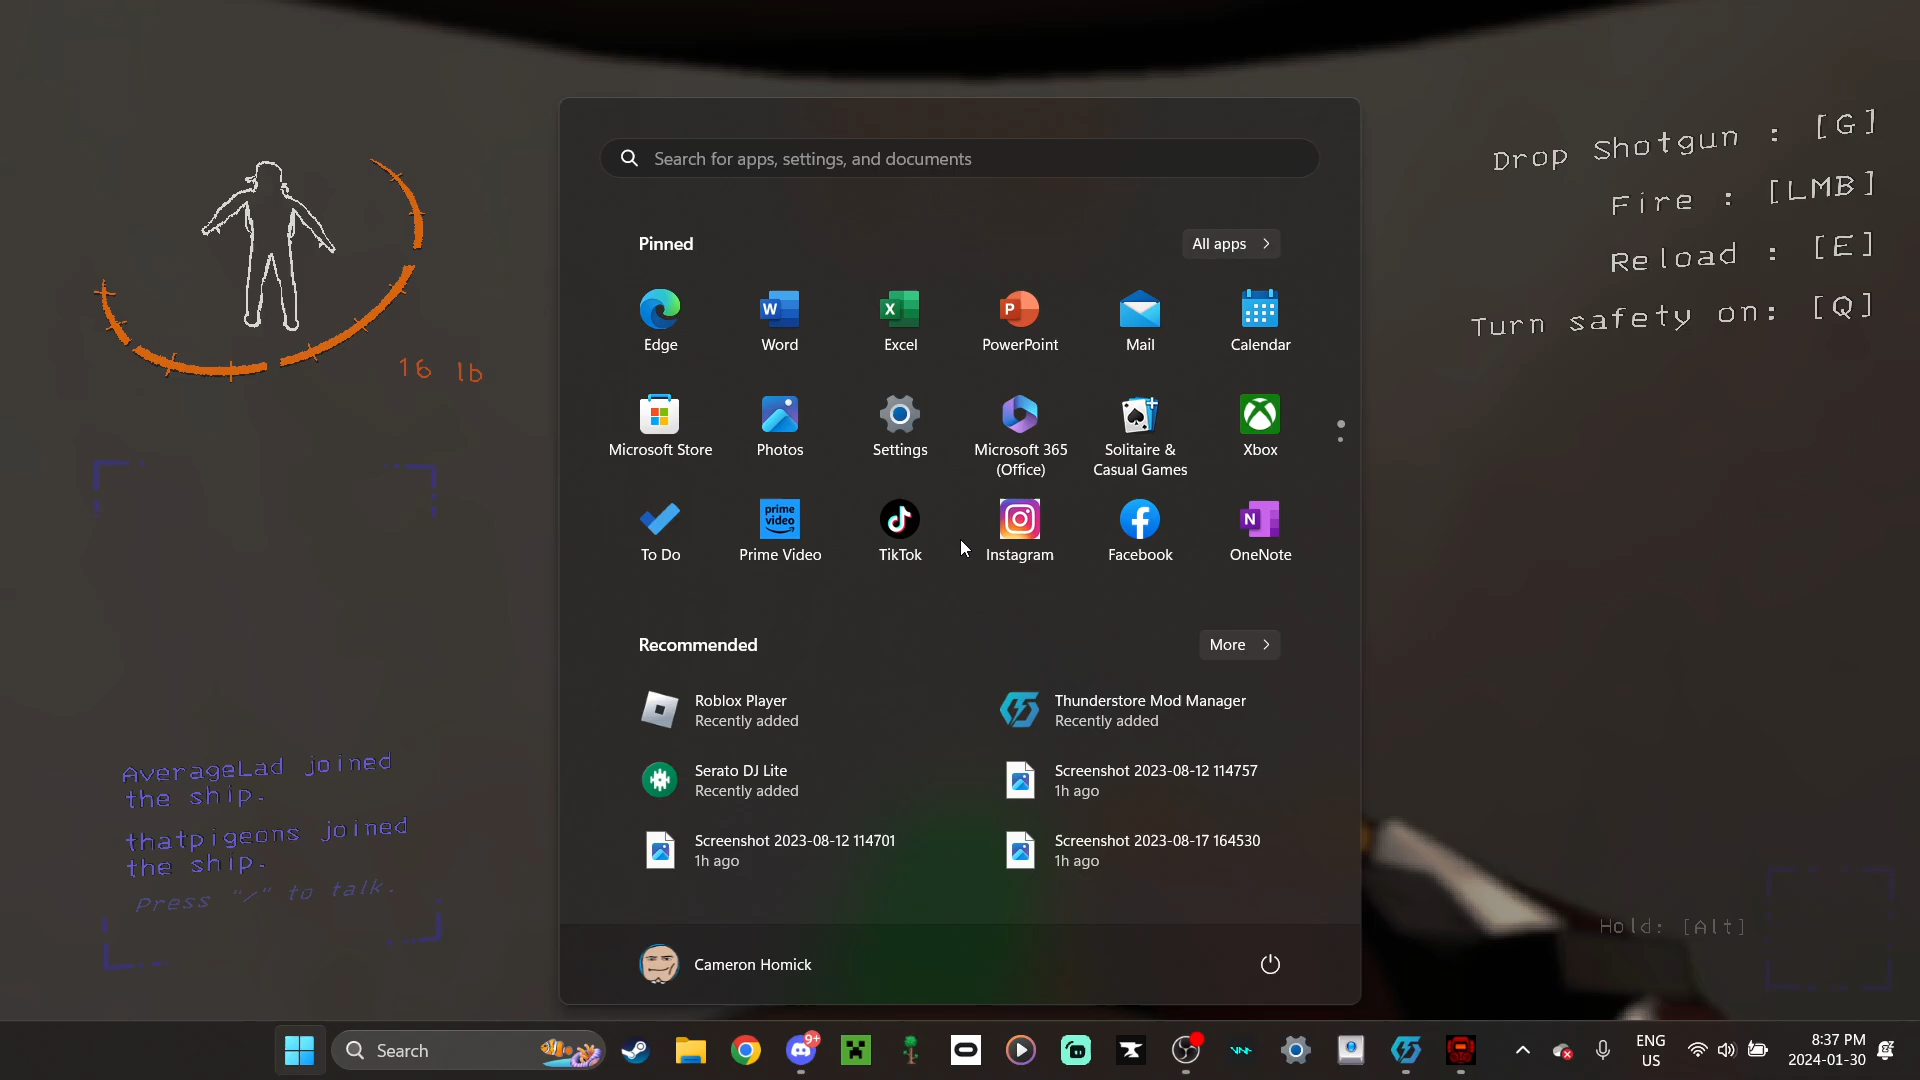 Drop Shotgun : [G]
Fire : [LMB]
Reload : [E]
Turn safety on: [Q]
16 lb
AverageLad joined
the ship.
thatpigeons joined
the ship.
Press "/" to talk.
Hold: [Alt]
Search for apps, settings, and documents
Pinned
All apps
Edge
Word
Excel
PowerPoint
Mail
Calendar
Microsoft Store
Photos
Settings
Microsoft 365
(Office)
Solitaire &
Casual Games
Xbox
To Do
prime
video
Prime Video
TikTok
Instagram
Facebook
OneNote
Recommended
More
Roblox Player
Recently added
Thunderstore Mod Manager
Recently added
Serato DJ Lite
Recently added
Screenshot 2023-08-12 114757
1h ago
Screenshot 2023-08-12 114701
1h ago
Screenshot 2023-08-17 164530
1h ago
Cameron Homick
Search
9+
ENG
US
8:37 PM
2024-01-30